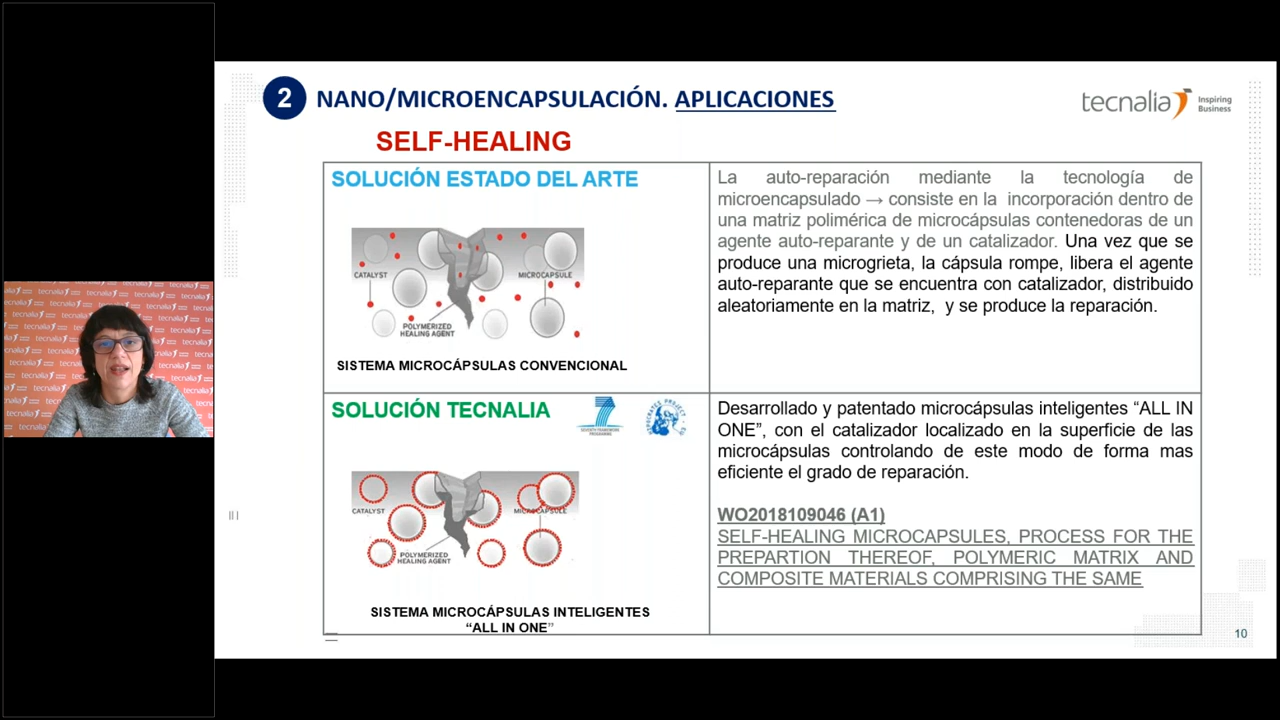 2
NANO/MICROENCAPSULACIÓN. APLICACIONES
tecnalia Inspiring
Business
SELF-HEALING
SOLUCIÓN ESTADO DEL ARTE
CATALYST
MICROCAPSULE
POLYMERIZED
HEALING AGENT
SISTEMA MICROCÁPSULAS CONVENCIONAL
La auto-reparación mediante la tecnología de
microencapsulado → consiste en la incorporación dentro de
una matriz polimérica de microcápsulas contenedoras de un
agente auto-reparante y de un catalizador. Una vez que se
produce una microgrieta, la cápsula rompe, libera el agente
auto-reparante que se encuentra con catalizador, distribuido
aleatoriamente en la matriz, y se produce la reparación.
SOLUCIÓN TECNALIA
SEVENTH FRAMEWORK
PROGRAMME
CATALYST
MICROCAPSULE
POLYMERIZED
HEALING AGENT
SISTEMA MICROCÁPSULAS INTELIGENTES
“ALL IN ONE”
Desarrollado y patentado microcápsulas inteligentes “ALL IN
ONE”, con el catalizador localizado en la superficie de las
microcápsulas controlando de este modo de forma mas
eficiente el grado de reparación.
WO2018109046 (A1)
SELF-HEALING MICROCAPSULES, PROCESS FOR THE
PREPARTION THEREOF, POLYMERIC MATRIX AND
COMPOSITE MATERIALS COMPRISING THE SAME
10